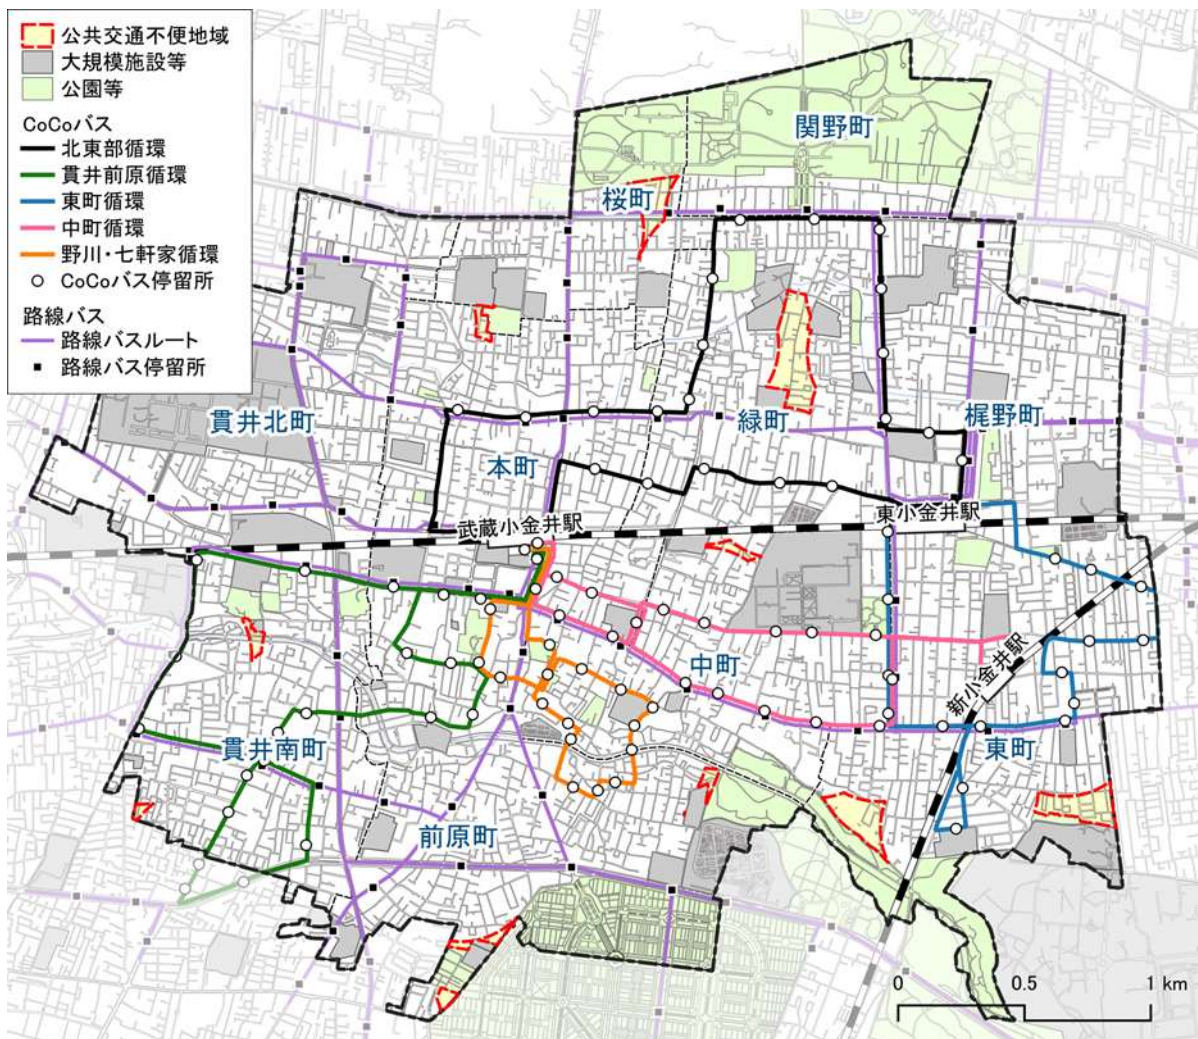 公共交通不便地域
大規模施設等
公園等
CoCoバス
北東部循環
貫井前原循環
東町循環
中町循環
野川・七軒家循環
CoCoバス停留所
路線バス
路線バスルート
路線バス停留所
関野町
桜町
貫井北町
本町
緑町
梶野町
武蔵小金井駅
東小金井駅
中町
新小金井駅
貫井南町
東町
前原町
0 0.5 1 km